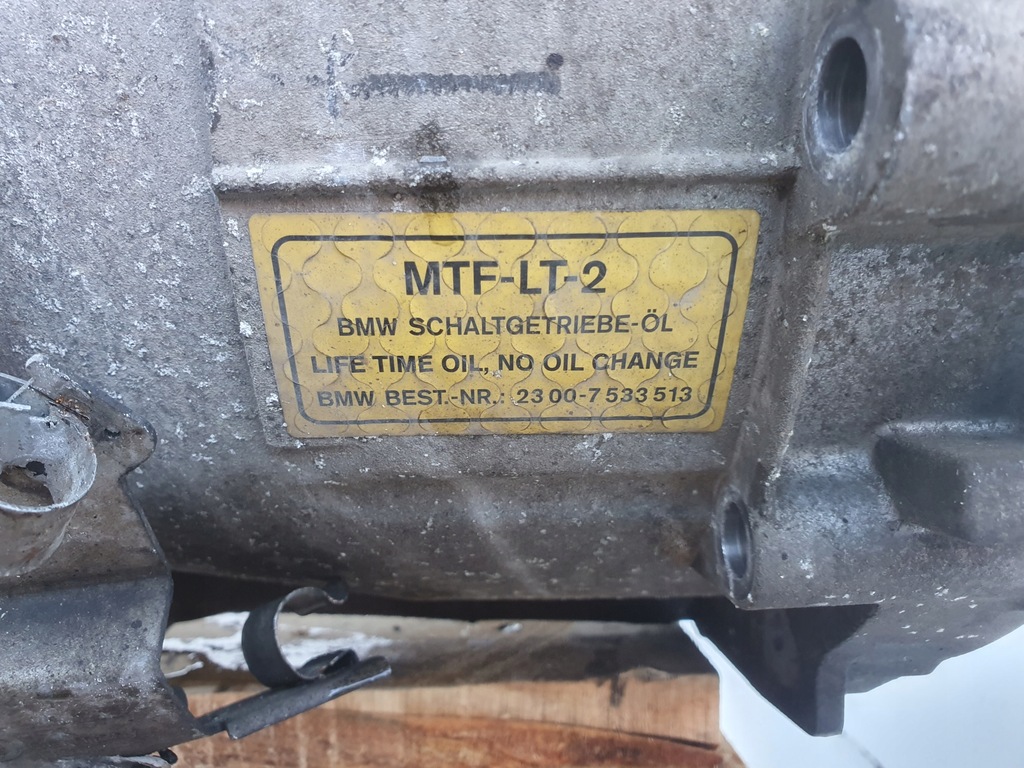 MTF-LT-2
BMW SCHALTGETRIEBE-ÖL
LIFE TIME OIL, NO OIL CHANGE
BMW BEST.-NR.: 23 00-7 533 513